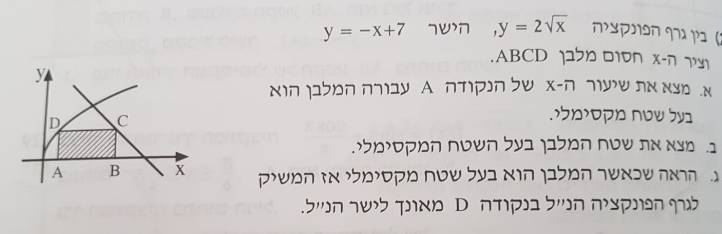 ) בין גרף הפונקציה y = 2√x, הישר y = −x+7
וציר ה-x חסום מלבן ABCD.
א. מצא את שיעור ה-x של הנקודה A עבורה המלבן הוא
בעל שטח מקסימלי.
ב. מצא את שטח המלבן בעל השטח המקסימלי.
ג. הראה שכאשר המלבן הוא בעל שטח מקסימלי אז המשיק
לגרף הפונקציה הנ"ל בנקודה D מאונך לישר הנ"ל.
y
D C
A B x